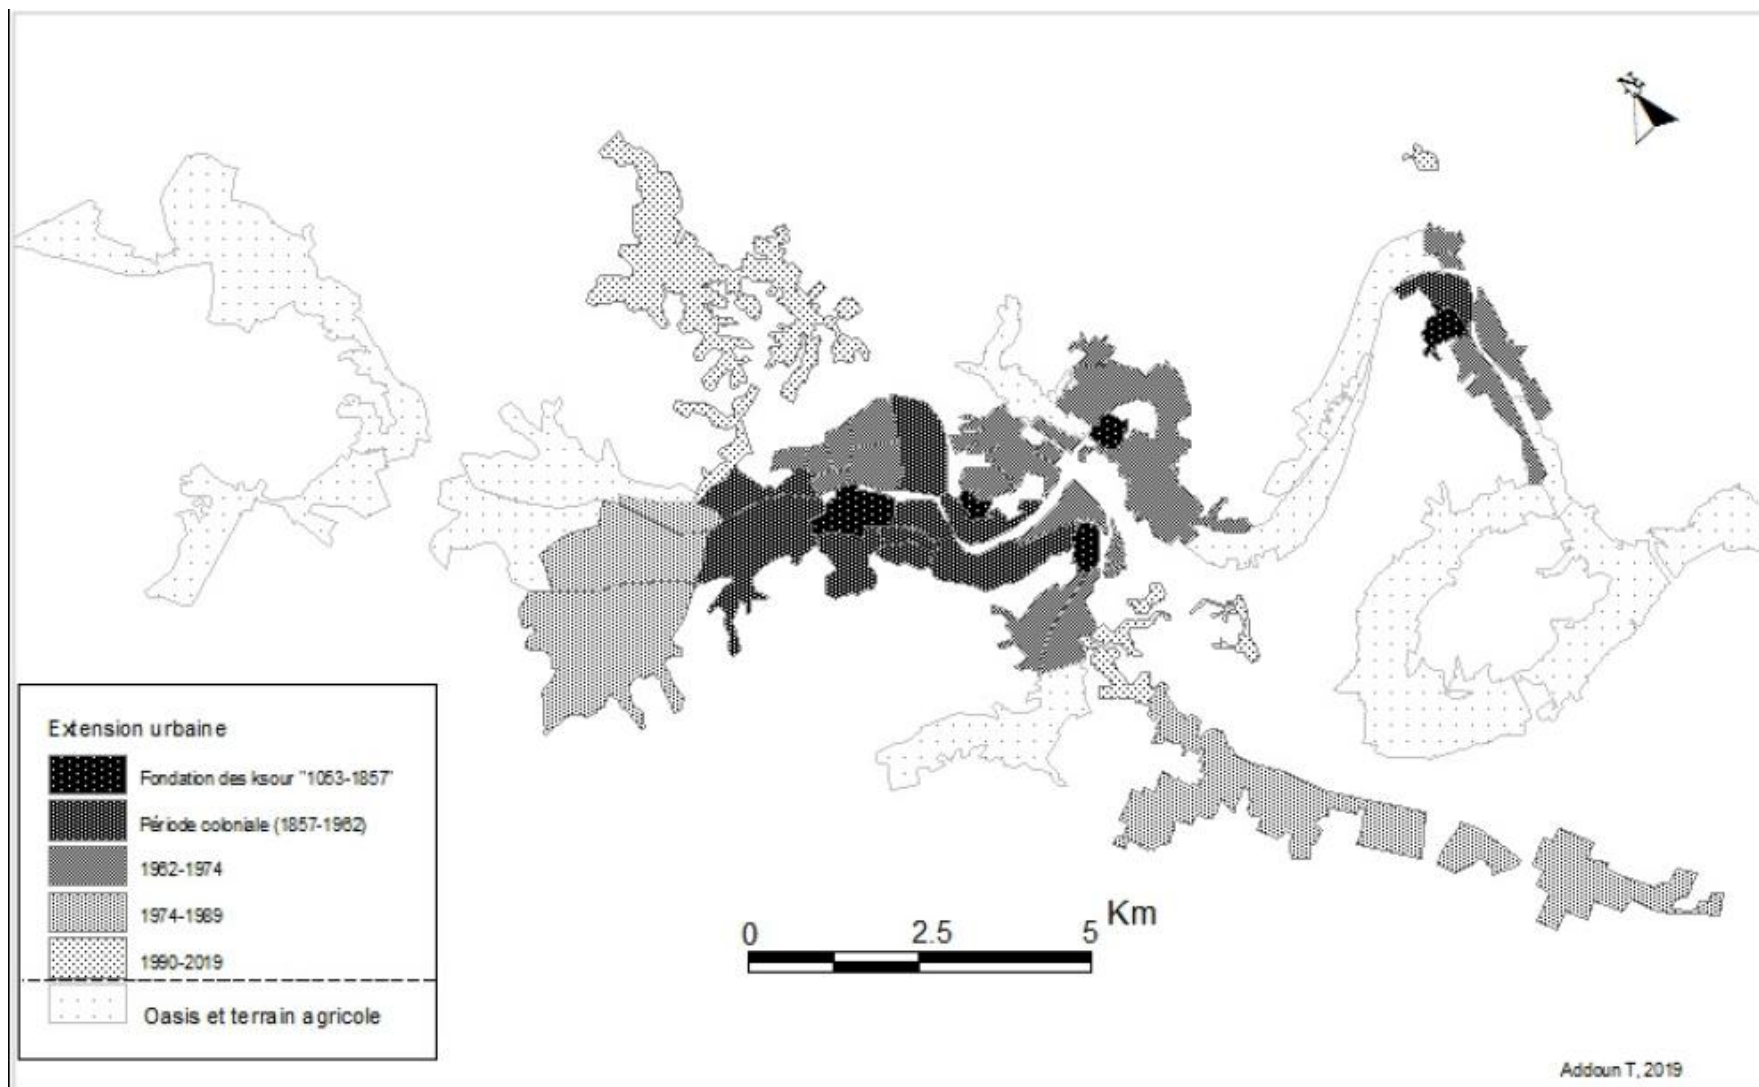 Extension urbaine
Fondation des ksour "1053-1857"
Période coloniale (1857-1962)
1962-1974
1974-1989
1990-2019
Oasis et terrain agricole
0 2.5 5 Km
Addoun T, 2019